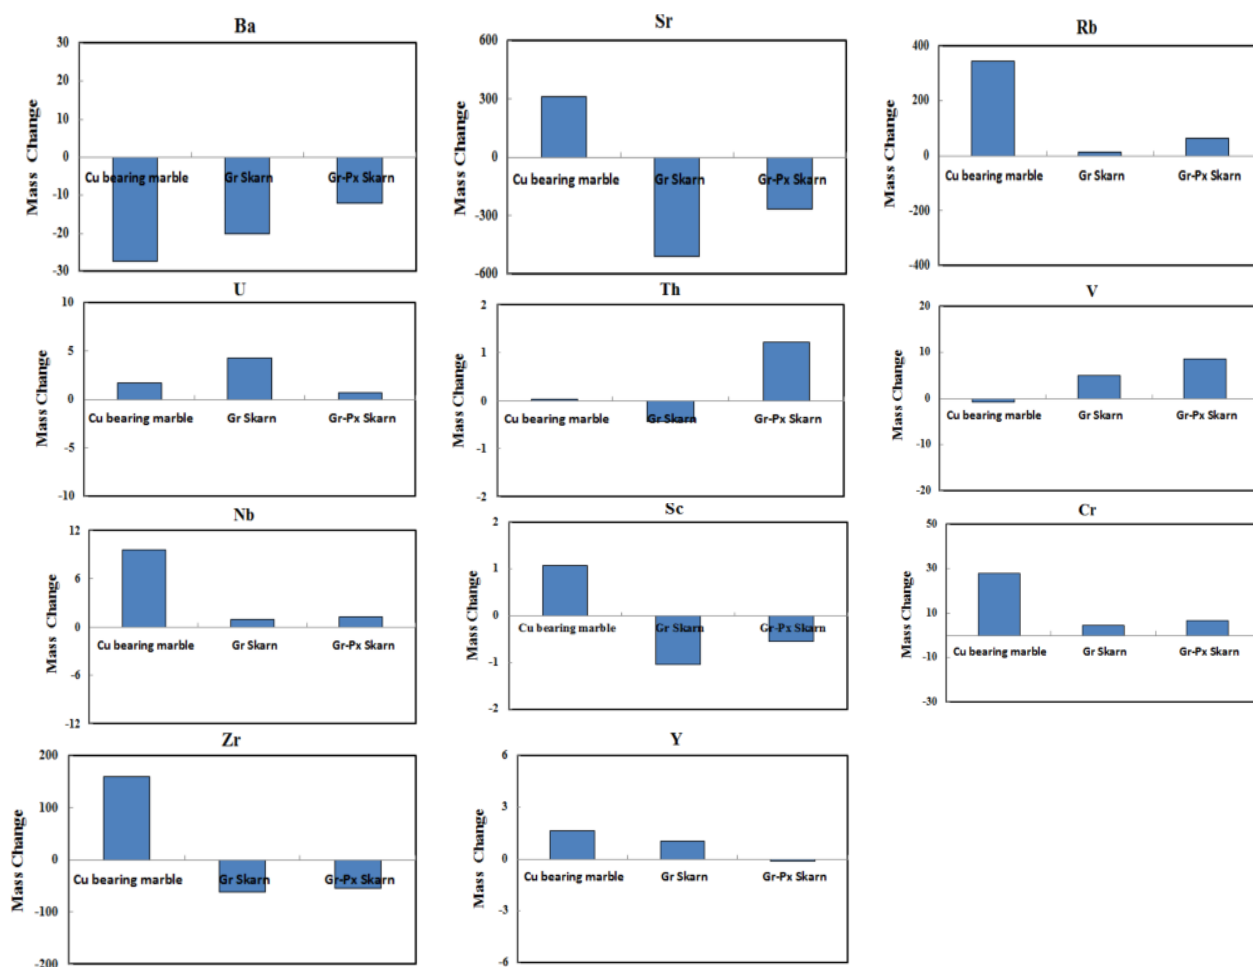 Ba
Mass Change
30
20
10
0
-10
-20
-30
Cu bearing marble
Gr Skarn
Gr-Px Skarn
Sr
Mass Change
600
300
0
-300
-600
Cu bearing marble
Gr Skarn
Gr-Px Skarn
Rb
Mass Change
400
200
0
-200
-400
Cu bearing marble
Gr Skarn
Gr-Px Skarn
U
Mass Change
10
5
0
-5
-10
Cu bearing marble
Gr Skarn
Gr-Px Skarn
Th
Mass Change
2
1
0
-1
-2
Cu bearing marble
Gr Skarn
Gr-Px Skarn
V
Mass Change
20
10
0
-10
-20
Cu bearing marble
Gr Skarn
Gr-Px Skarn
Nb
Mass Change
12
6
0
-6
-12
Cu bearing marble
Gr Skarn
Gr-Px Skarn
Sc
Mass Change
2
1
0
-1
-2
Cu bearing marble
Gr Skarn
Gr-Px Skarn
Cr
Mass Change
50
30
10
-10
-30
Cu bearing marble
Gr Skarn
Gr-Px Skarn
Zr
Mass Change
200
100
0
-100
-200
Cu bearing marble
Gr Skarn
Gr-Px Skarn
Y
Mass Change
6
3
0
-3
-6
Cu bearing marble
Gr Skarn
Gr-Px Skarn